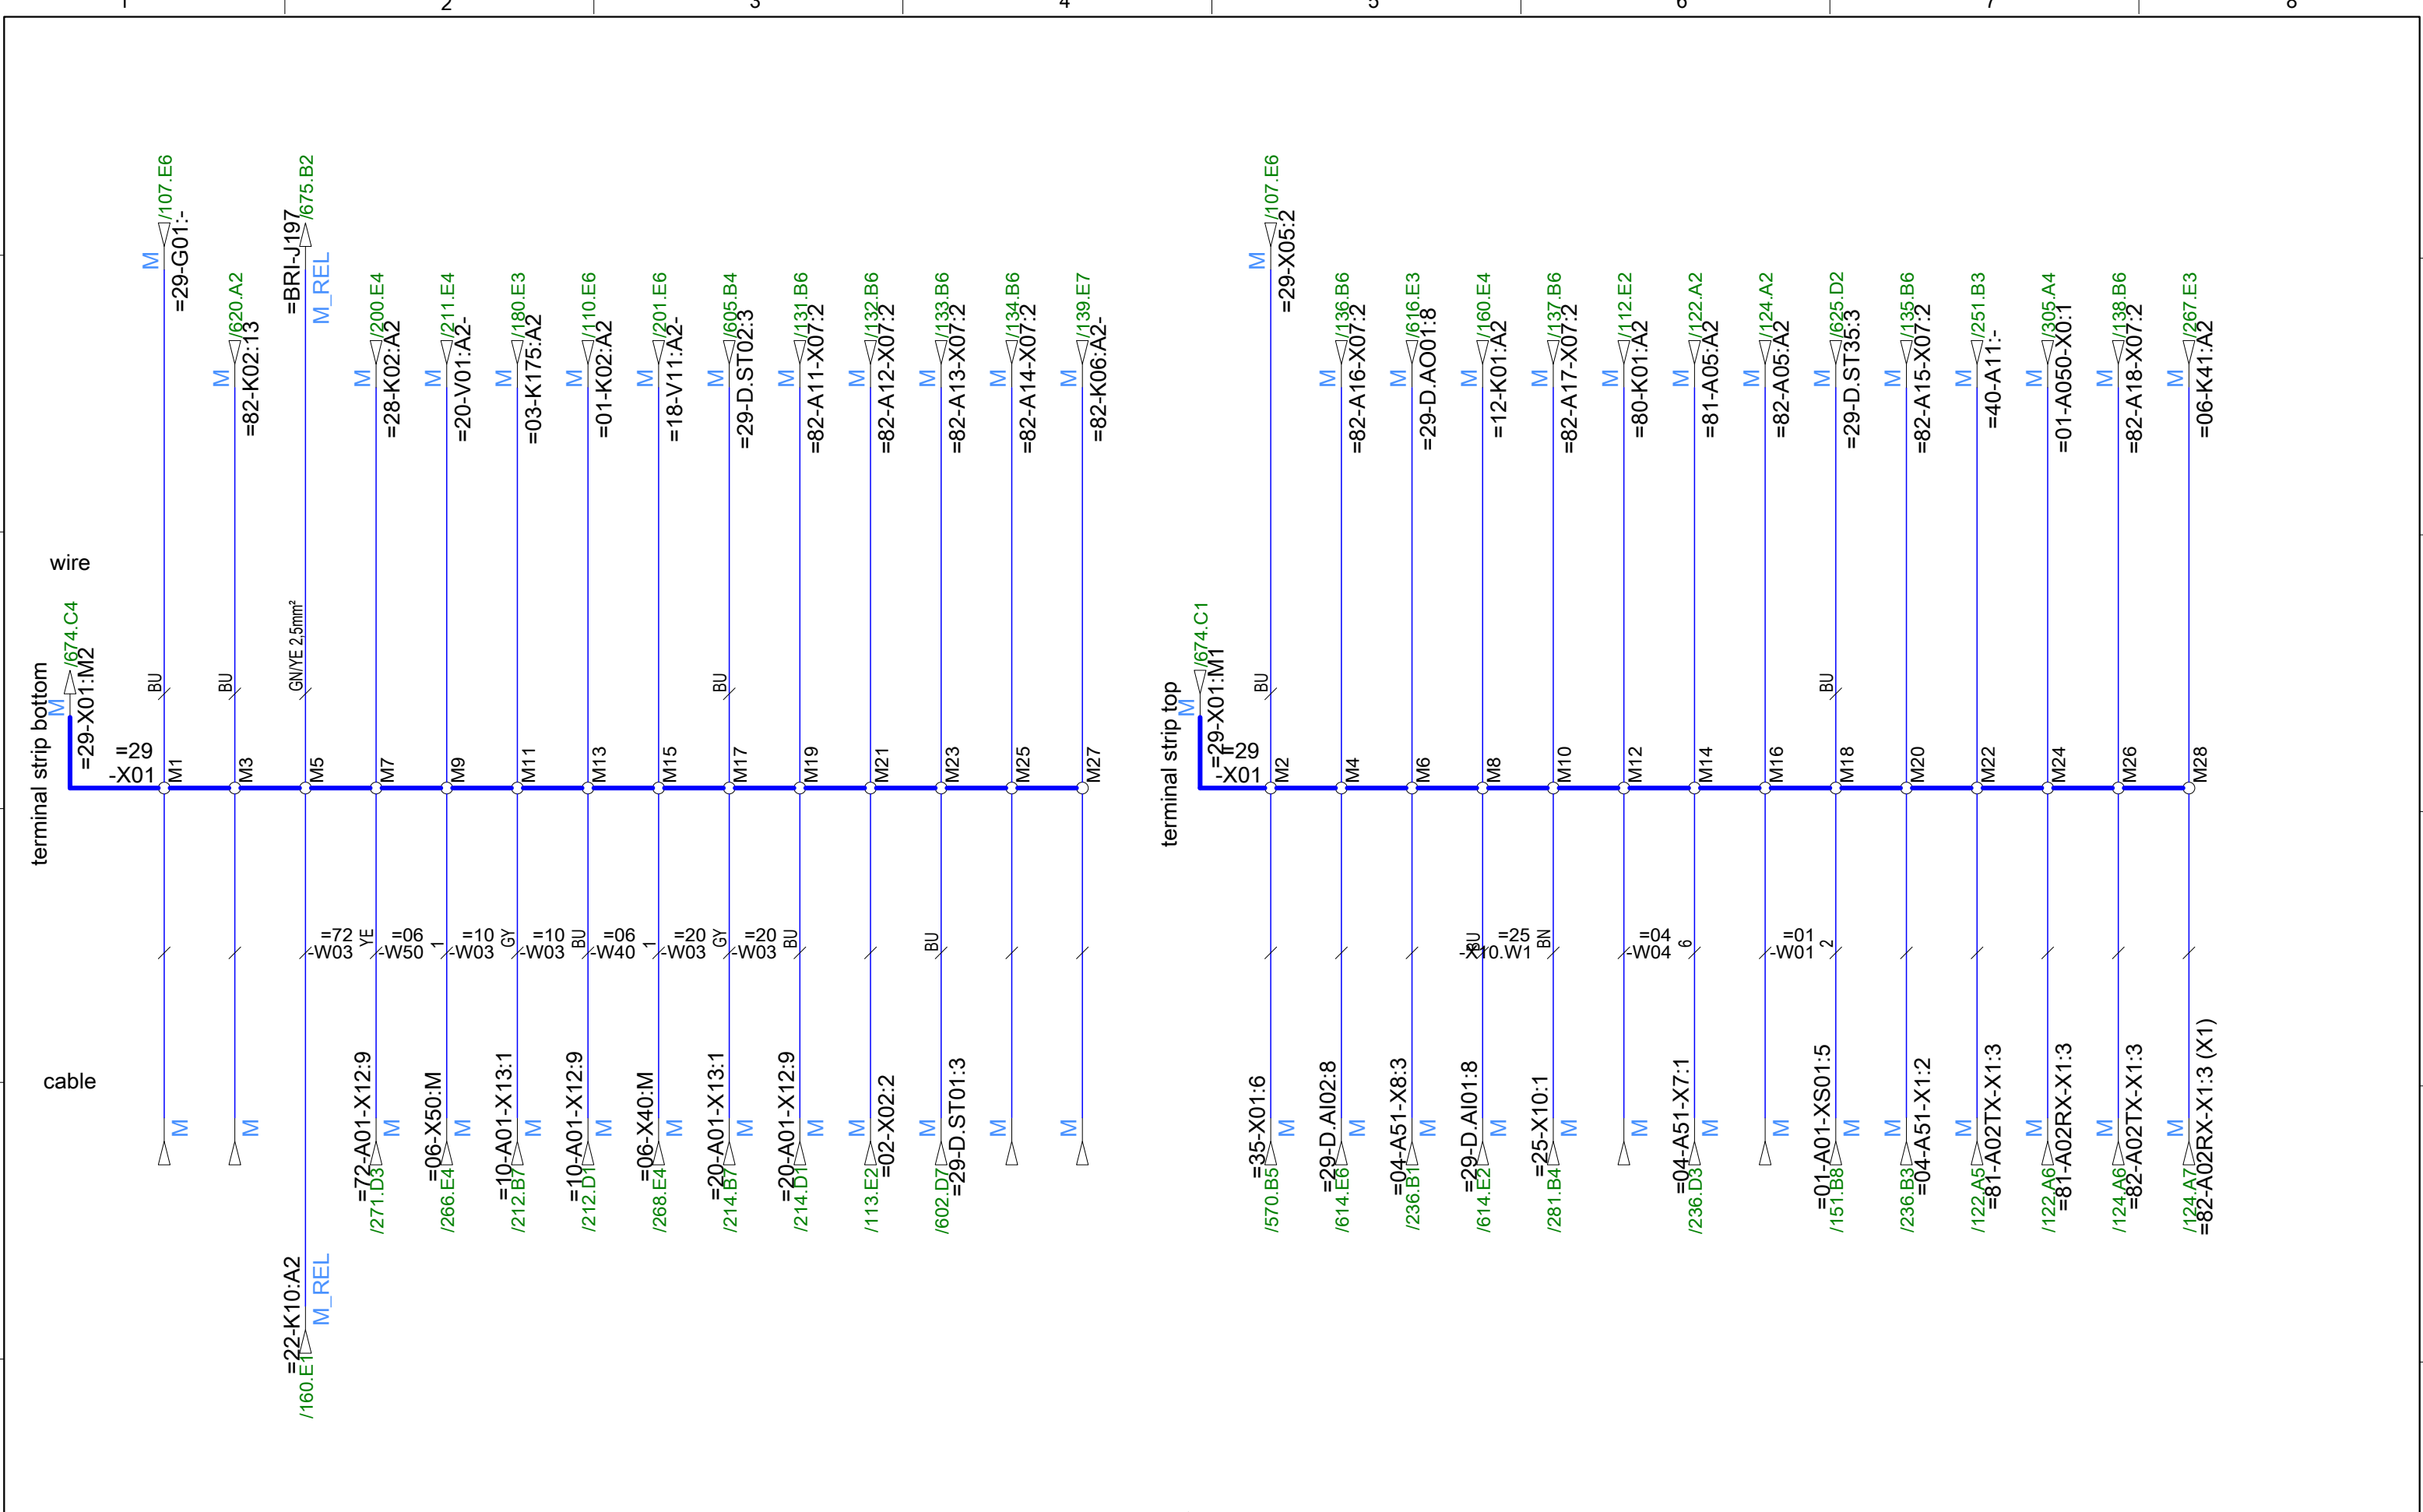 1 2 3 4 5 6 7 8
/107.E6
=29-G01:-
M
/620.A2
=82-K02:13
M
/675.B2
=BRI-J197
M_REL
/200.E4
=28-K02:A2
M
/211.E4
=20-V01:A2-
M
/180.E3
=03-K175:A2
M
/110.E6
=01-K02:A2
M
/201.E6
=18-V11:A2-
M
/605.B4
=29-D.ST02:3
M
/131.B6
=82-A11-X07:2
M
/132.B6
=82-A12-X07:2
M
/133.B6
=82-A13-X07:2
M
/134.B6
=82-A14-X07:2
M
/139.E7
=82-K06:A2-
M
/107.E6
=29-X05:2
M
/136.B6
=82-A16-X07:2
M
/616.E3
=29-D.AO01:8
M
/160.E4
=12-K01:A2
M
/137.B6
=82-A17-X07:2
M
/112.E2
=80-K01:A2
M
/122.A2
=81-A05:A2
M
/124.A2
=82-A05:A2
M
/625.D2
=29-D.ST35:3
M
/135.B6
=82-A15-X07:2
M
/251.B3
=40-A11:-
M
/305.A4
=01-A050-X0:1
M
/138.B6
=82-A18-X07:2
M
/267.E3
=06-K41:A2
M
wire
terminal strip bottom
/674.C4
=29-X01:M2
M
BU
BU
GN/YE 2,5mm²
BU
=29
-X01
M1 M3 M5 M7 M9 M11 M13 M15 M17 M19 M21 M23 M25 M27
terminal strip top
/674.C1
=29-X01:M1
M
BU
BU
=29
-X01
M2 M4 M6 M8 M10 M12 M14 M16 M18 M20 M22 M24 M26 M28
=72
-W03
YE
=06
-W50
1
=10
-W03
GY
=10
-W03
BU
=06
-W40
1
=20
-W03
GY
=20
-W03
BU
BU
BU
=25
-X10.W1
BN
=04
-W04
6
=01
-W01
2
cable
M
M
=22-K10:A2
M_REL
/160.E1
=72-A01-X12:9
M
/271.D3
=06-X50:M
M
/266.E4
=10-A01-X13:1
M
/212.B7
=10-A01-X12:9
M
/212.D1
=06-X40:M
M
/268.E4
=20-A01-X13:1
M
/214.B7
=20-A01-X12:9
M
/214.D1
=02-X02:2
M
/113.E2
=29-D.ST01:3
M
/602.D7
M
M
=35-X01:6
M
/570.B5
=29-D.AI02:8
M
/614.E6
=04-A51-X8:3
M
/236.B1
=29-D.AI01:8
M
/614.E2
=25-X10:1
M
/281.B4
M
=04-A51-X7:1
M
/236.D3
M
=01-A01-XS01:5
M
/151.B8
=04-A51-X1:2
M
/236.B3
=81-A02TX-X1:3
M
/122.A5
=81-A02RX-X1:3
M
/122.A6
=82-A02TX-X1:3
M
/124.A6
=82-A02RX-X1:3 (X1)
M
/124.A7